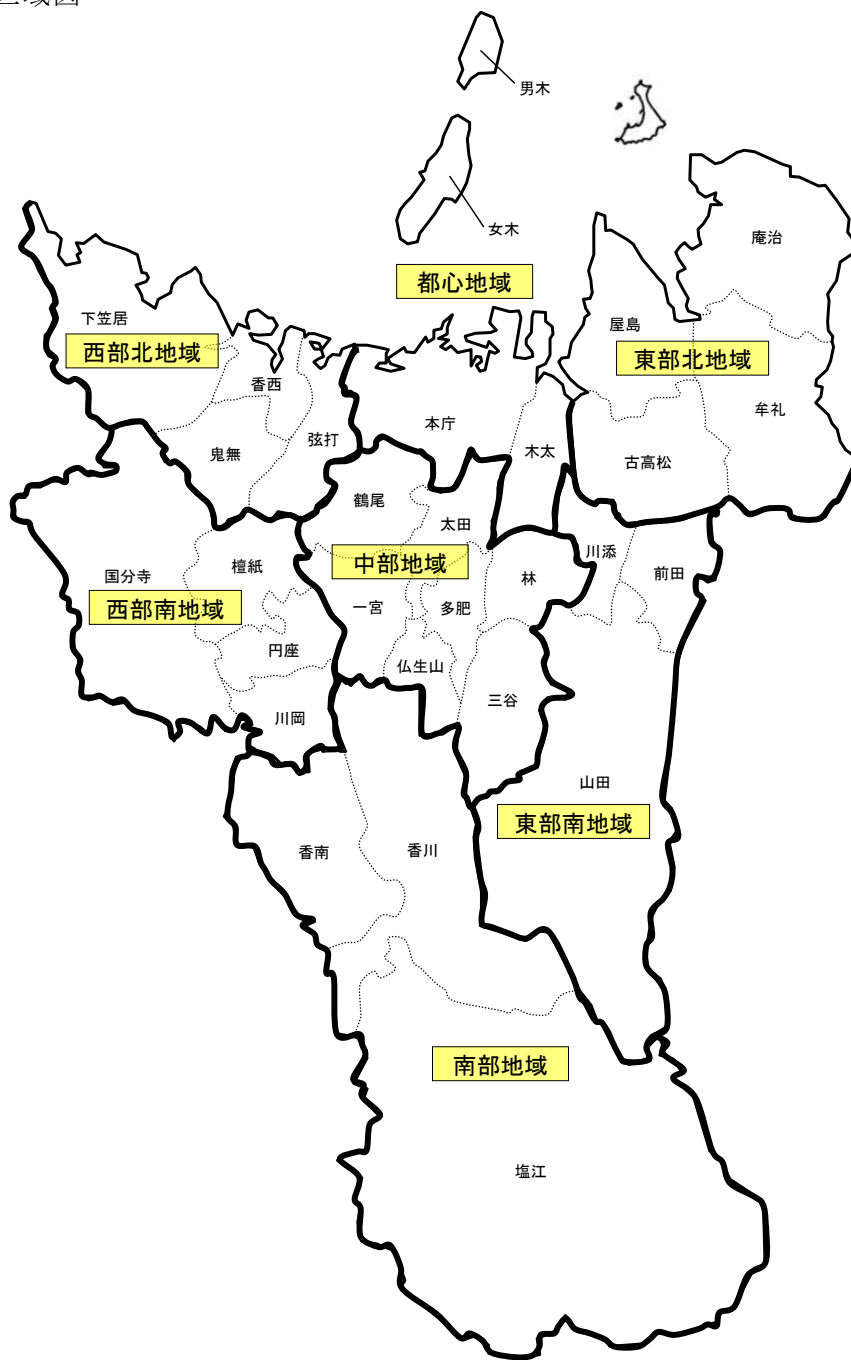 区域図
男木
女木
都心地域
庵治
下笠居
屋島
西部北地域
東部北地域
香西
牟礼
本庁
弦打
鬼無
木太
古高松
鶴尾
太田
川添
中部地域
檀紙
前田
国分寺
林
西部南地域
一宮
多肥
円座
仏生山
三谷
川岡
山田
東部南地域
香南
香川
南部地域
塩江